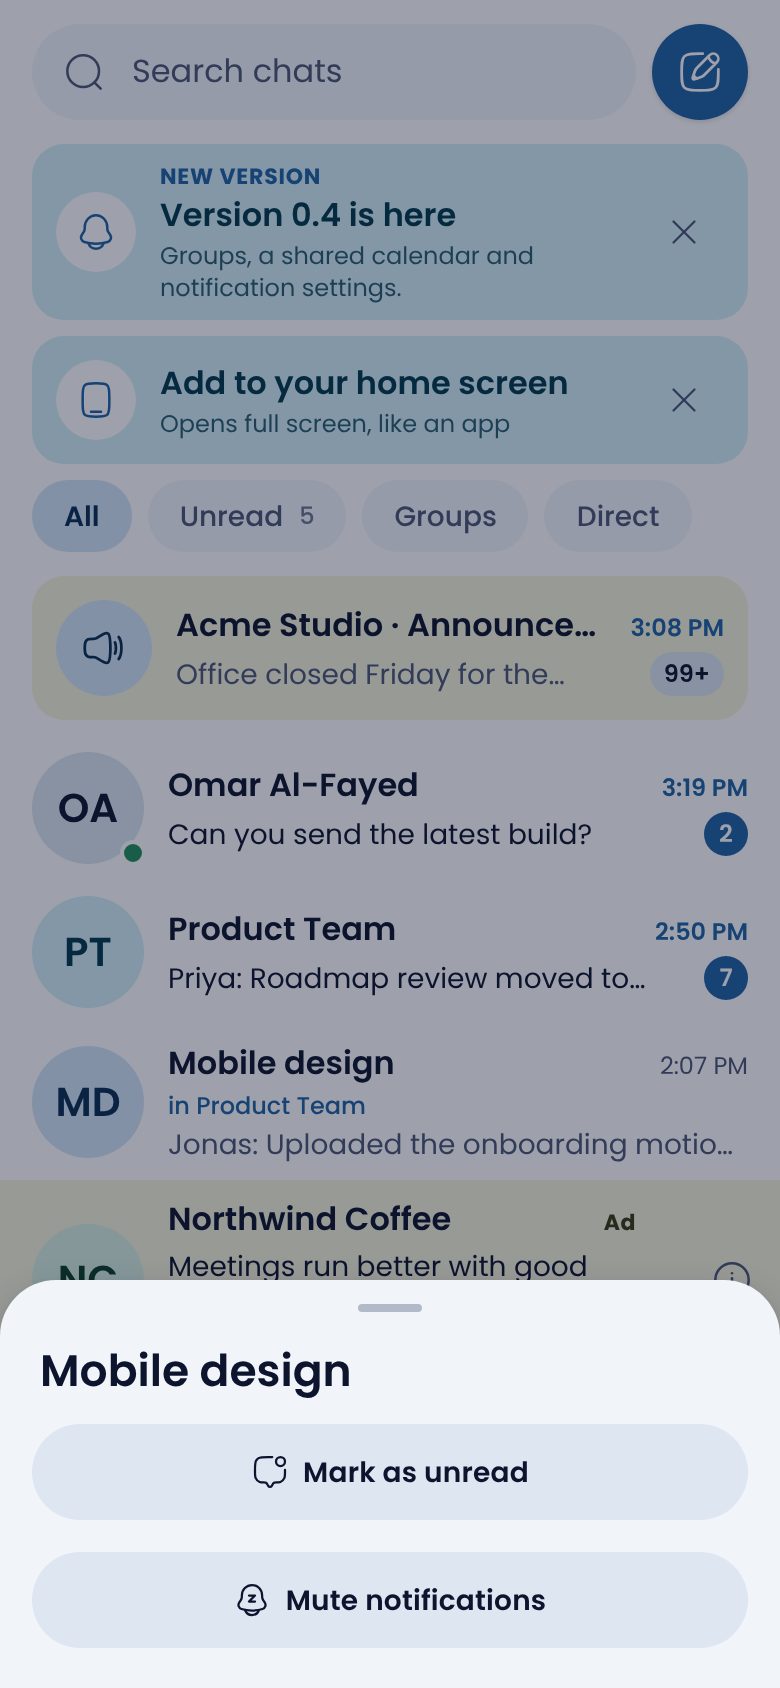 Search chats
NEW VERSION
Version 0.4 is here
Groups, a shared calendar and
notification settings.
Add to your home screen
Opens full screen, like an app
All
Unread 5
Groups
Direct
Acme Studio · Announce…
3:08 PM
Office closed Friday for the…
99+
OA
Omar Al-Fayed
3:19 PM
Can you send the latest build?
2
PT
Product Team
2:50 PM
Priya: Roadmap review moved to…
7
MD
Mobile design
2:07 PM
in Product Team
Jonas: Uploaded the onboarding motio…
NC
Northwind Coffee
Ad
Meetings run better with good
Mobile design
Mark as unread
Mute notifications